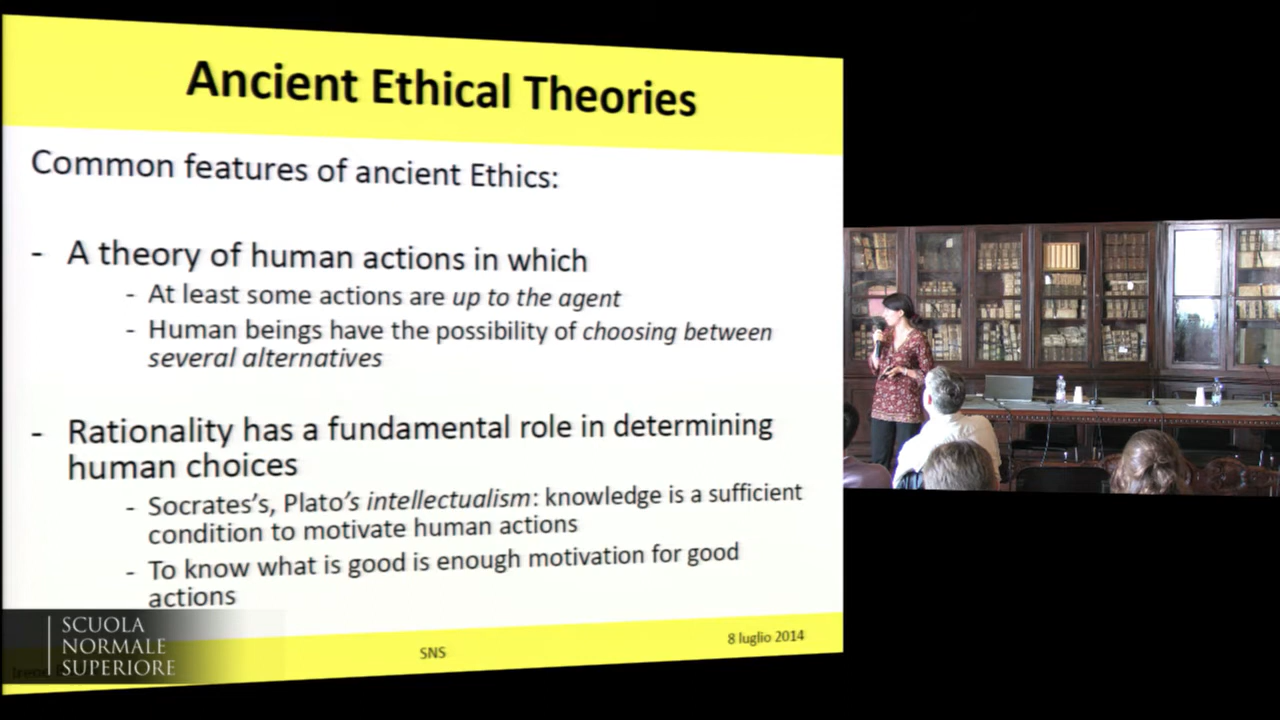 Ancient Ethical Theories
Common features of ancient Ethics:
- A theory of human actions in which
- At least some actions are up to the agent
- Human beings have the possibility of choosing between
several alternatives
- Rationality has a fundamental role in determining
human choices
- Socrates's, Plato's intellectualism: knowledge is a sufficient
condition to motivate human actions
- To know what is good is enough motivation for good
actions
SCUOLA
NORMALE
SUPERIORE
SNS
8 luglio 2014